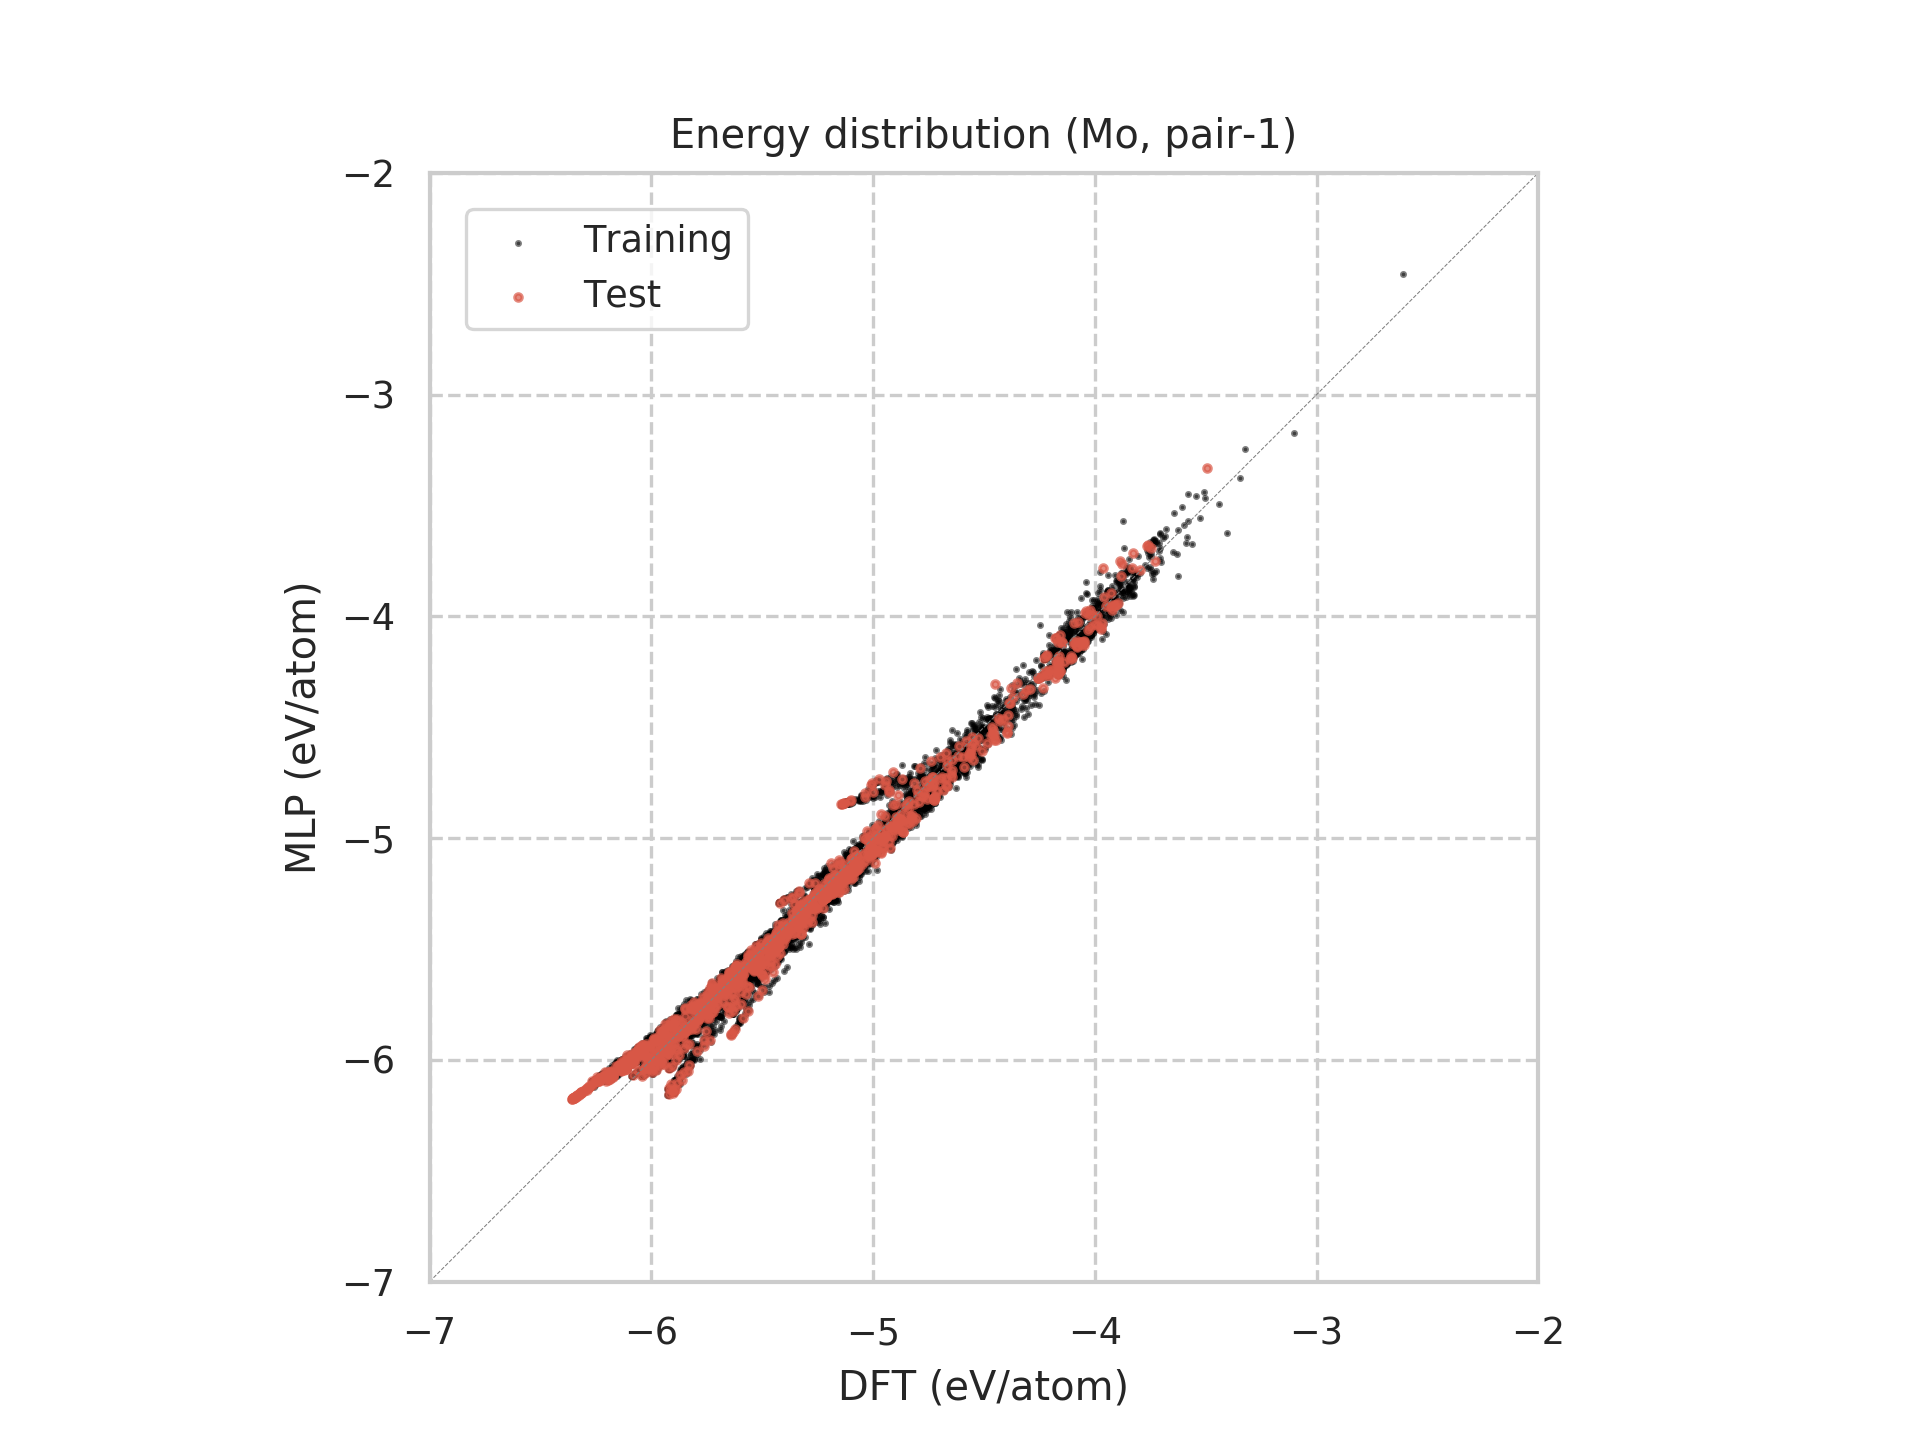 Energy distribution (Mo, pair-1)
Training
Test
−2
−3
−4
−5
−6
−7
MLP (eV/atom)
−7 −6 −5 −4 −3 −2
DFT (eV/atom)